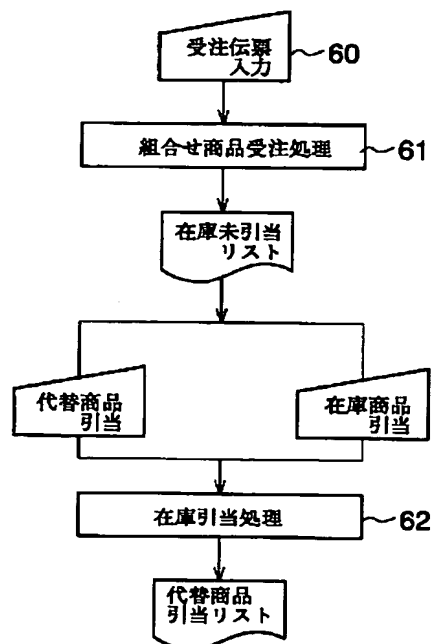 受注伝票
入力
60
組合せ商品受注処理
61
在庫未引当
リスト
代替商品
引当
在庫商品
引当
在庫引当処理
62
代替商品
引当リスト